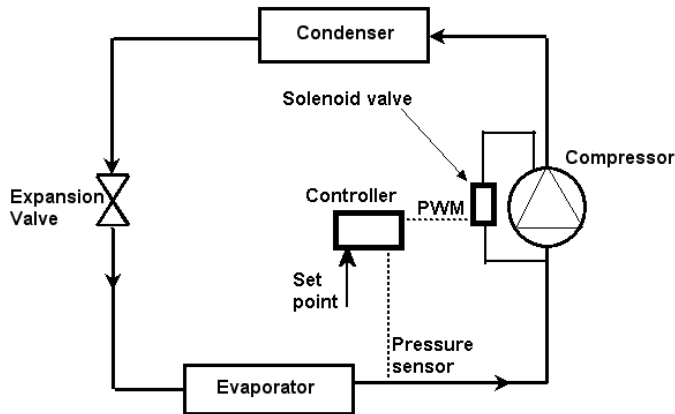 Condenser
Solenoid valve
Compressor
Expansion
Valve
Controller
PWM
Set
point
Pressure
sensor
Evaporator